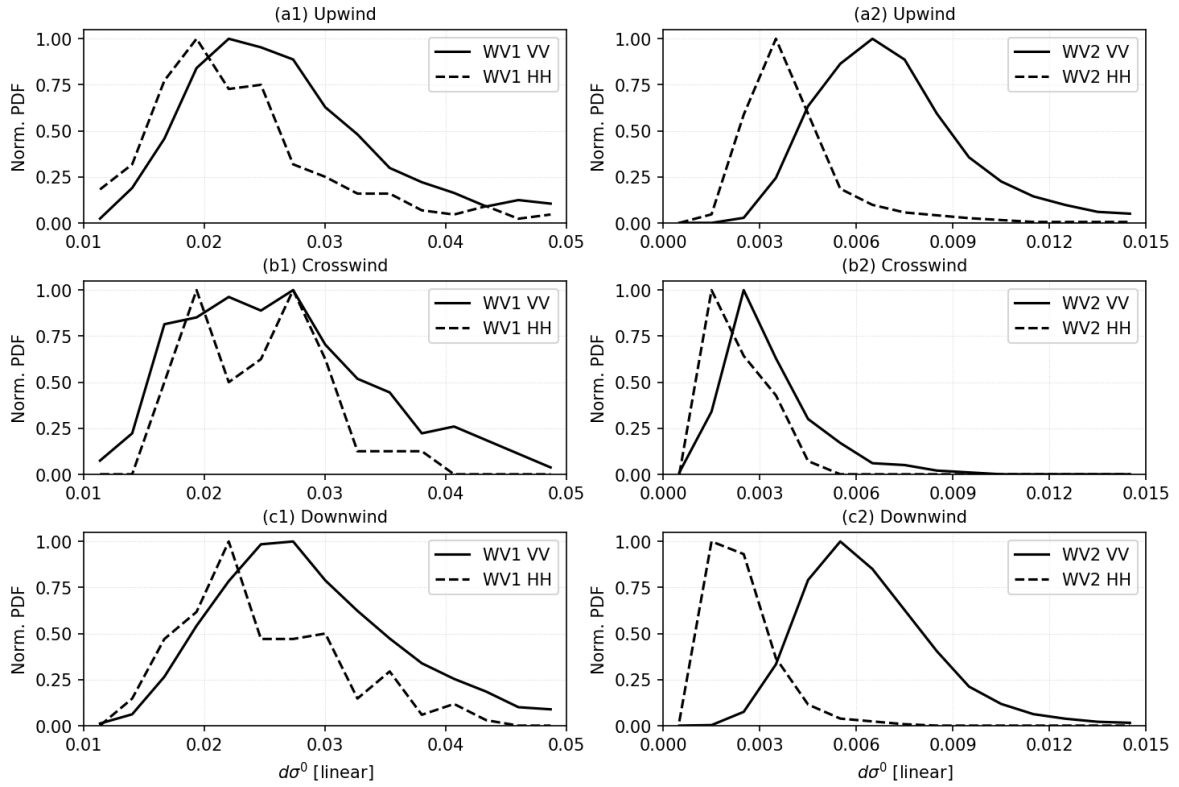 (a1) Upwind
Norm. PDF
1.00
0.75
0.50
0.25
0.00
WV1 VV
WV1 HH
0.01
0.02
0.03
0.04
0.05
(a2) Upwind
Norm. PDF
1.00
0.75
0.50
0.25
0.00
WV2 VV
WV2 HH
0.000
0.003
0.006
0.009
0.012
0.015
(b1) Crosswind
Norm. PDF
1.00
0.75
0.50
0.25
0.00
WV1 VV
WV1 HH
0.01
0.02
0.03
0.04
0.05
(b2) Crosswind
Norm. PDF
1.00
0.75
0.50
0.25
0.00
WV2 VV
WV2 HH
0.000
0.003
0.006
0.009
0.012
0.015
(c1) Downwind
Norm. PDF
1.00
0.75
0.50
0.25
0.00
WV1 VV
WV1 HH
0.01
0.02
0.03
0.04
0.05
dσ⁰ [linear]
(c2) Downwind
Norm. PDF
1.00
0.75
0.50
0.25
0.00
WV2 VV
WV2 HH
0.000
0.003
0.006
0.009
0.012
0.015
dσ⁰ [linear]